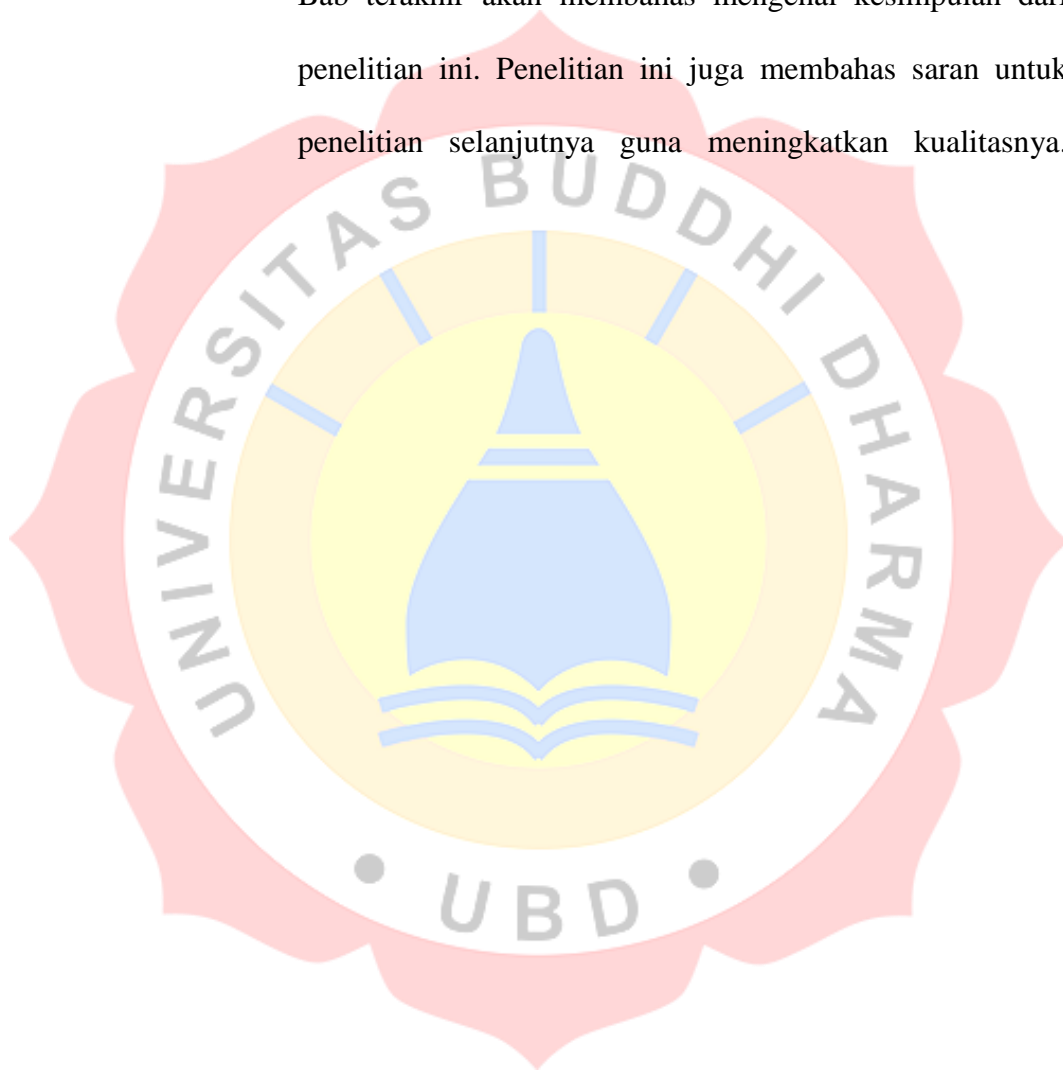 Bab terakhir akan membahas mengenai kesimpulan dari
penelitian ini. Penelitian ini juga membahas saran untuk
penelitian selanjutnya guna meningkatkan kualitasnya.
UNIVERSITAS BUDDHI DHARMA
• UBD •